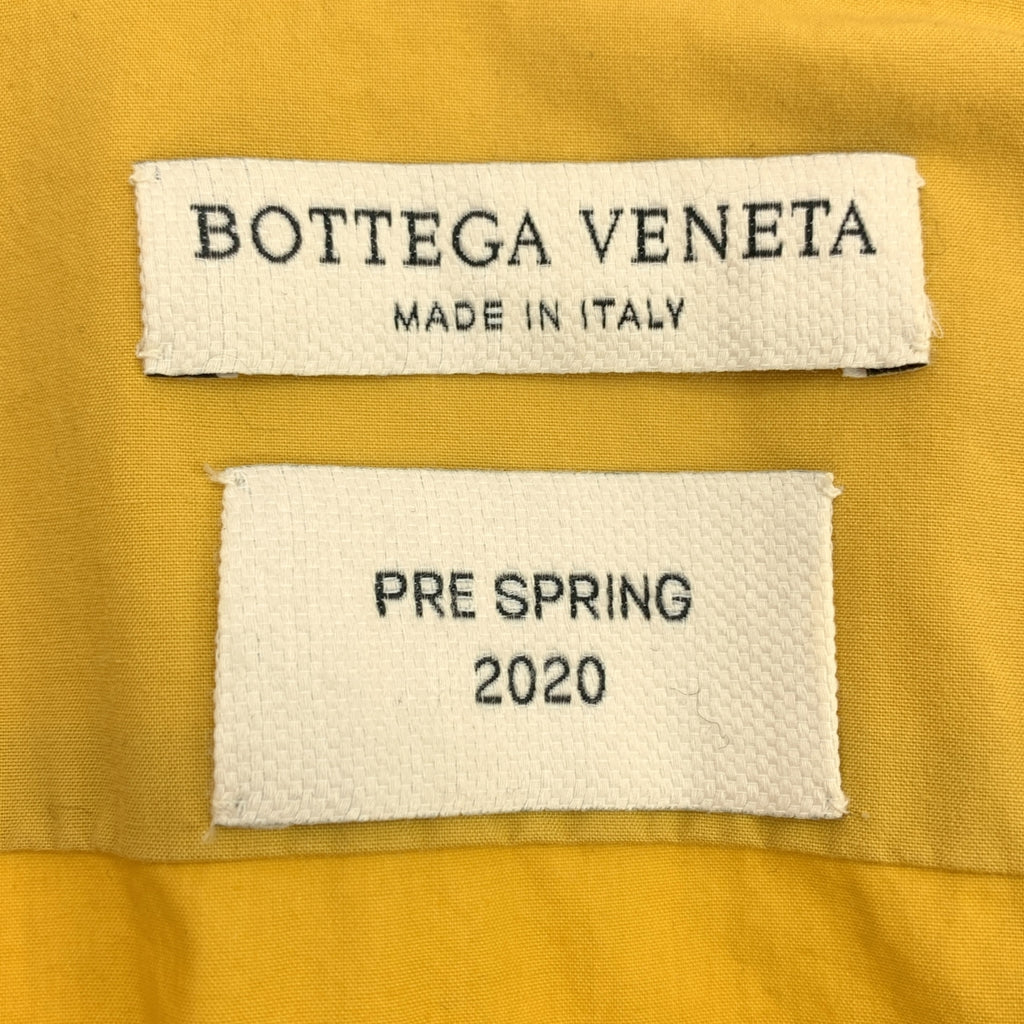 BOTTEGA VENETA
MADE IN ITALY
PRE SPRING
2020